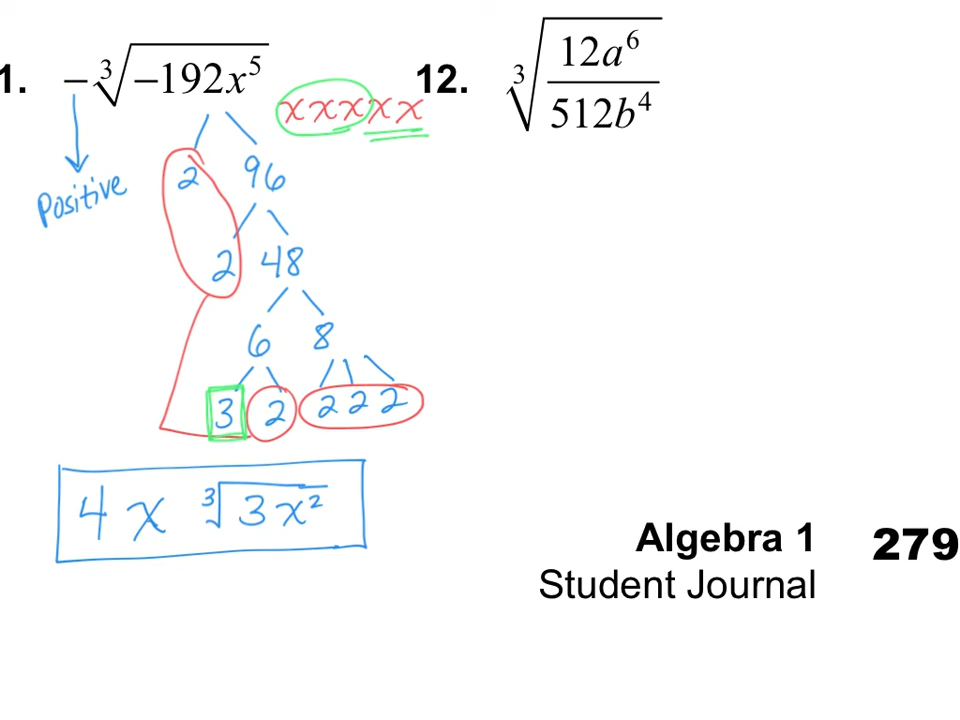 1. −∛(−192x⁵)
xxxxx
12. ∛(12a⁶/512b⁴)
Positive
2 96
2 48
6 8
3 2 2 2 2
4x ∛(3x²)
Algebra 1 279
Student Journal